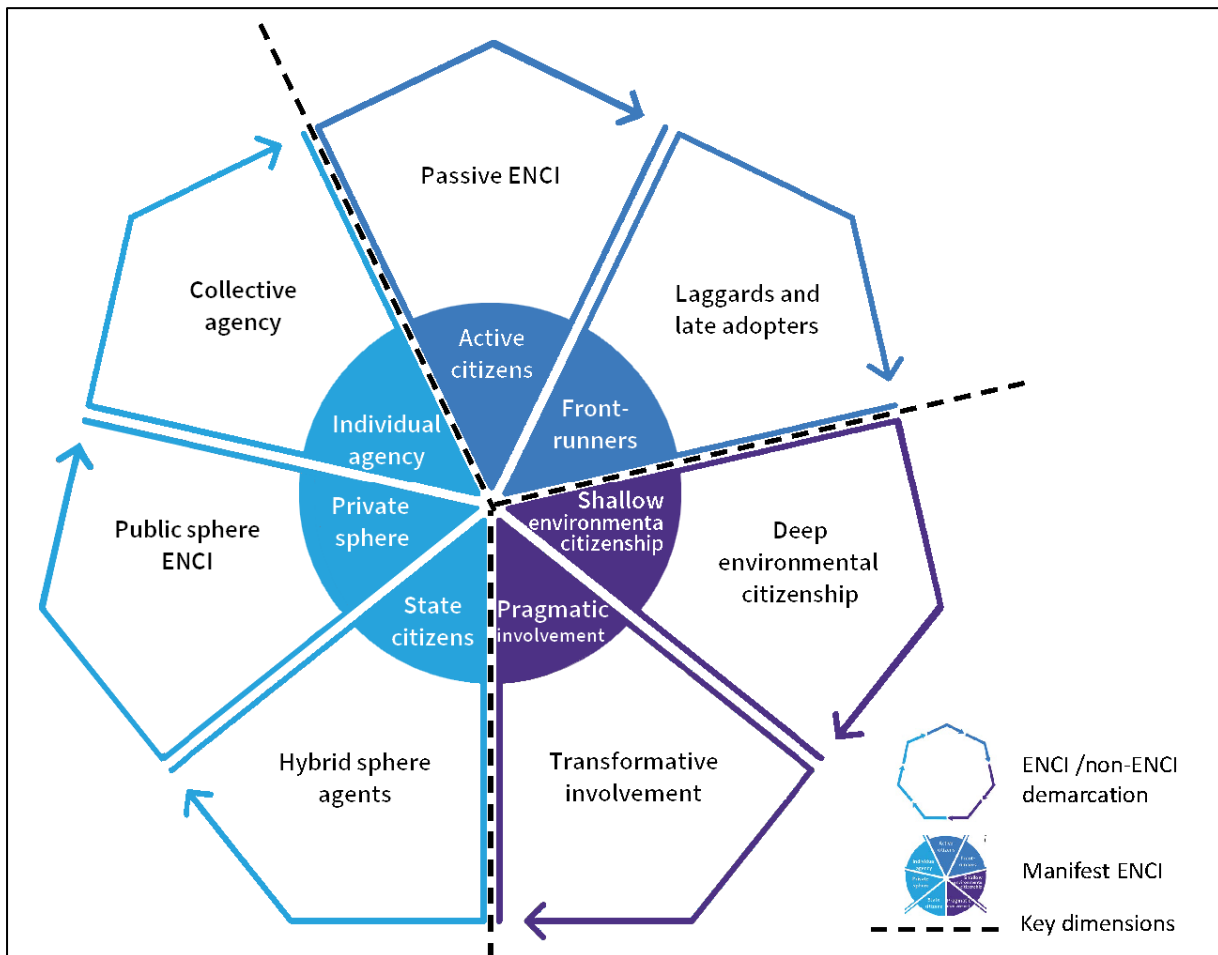 Passive ENCI
Collective
agency
Laggards and
late adopters
Active
citizens
Front-
runners
Individual
agency
Private
sphere
Shallow
environmenta
citizenship
Public sphere
ENCI
Deep
environmental
citizenship
State
citizens
Pragmatic
involvement
Hybrid sphere
agents
Transformative
involvement
ENCI /non-ENCI
demarcation
Manifest ENCI
Key dimensions